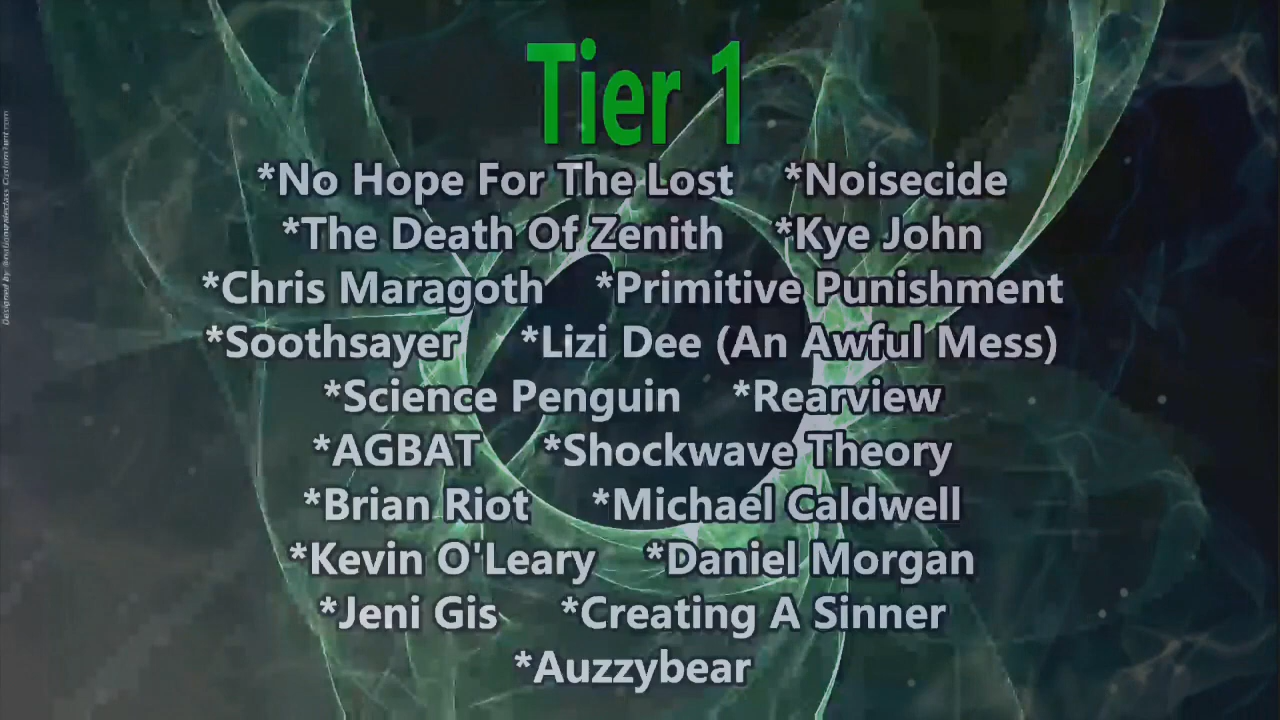 Tier 1
*No Hope For The Lost *Noisecide
*The Death Of Zenith *Kye John
*Chris Maragoth *Primitive Punishment
*Soothsayer *Lizi Dee (An Awful Mess)
*Science Penguin *Rearview
*AGBAT *Shockwave Theory
*Brian Riot *Michael Caldwell
*Kevin O'Leary *Daniel Morgan
*Jeni Gis *Creating A Sinner
*Auzzybear
Designed by